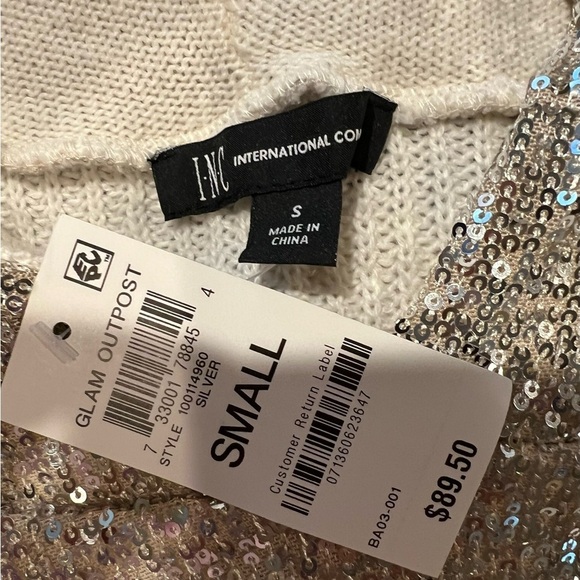 I·N·C INTERNATIONAL CON
S
MADE IN
CHINA
GLAM OUTPOST
7 33001 78845 4
STYLE 100114960
SILVER
SMALL
Customer Return Label
071360623647
BA03-001
$89.50